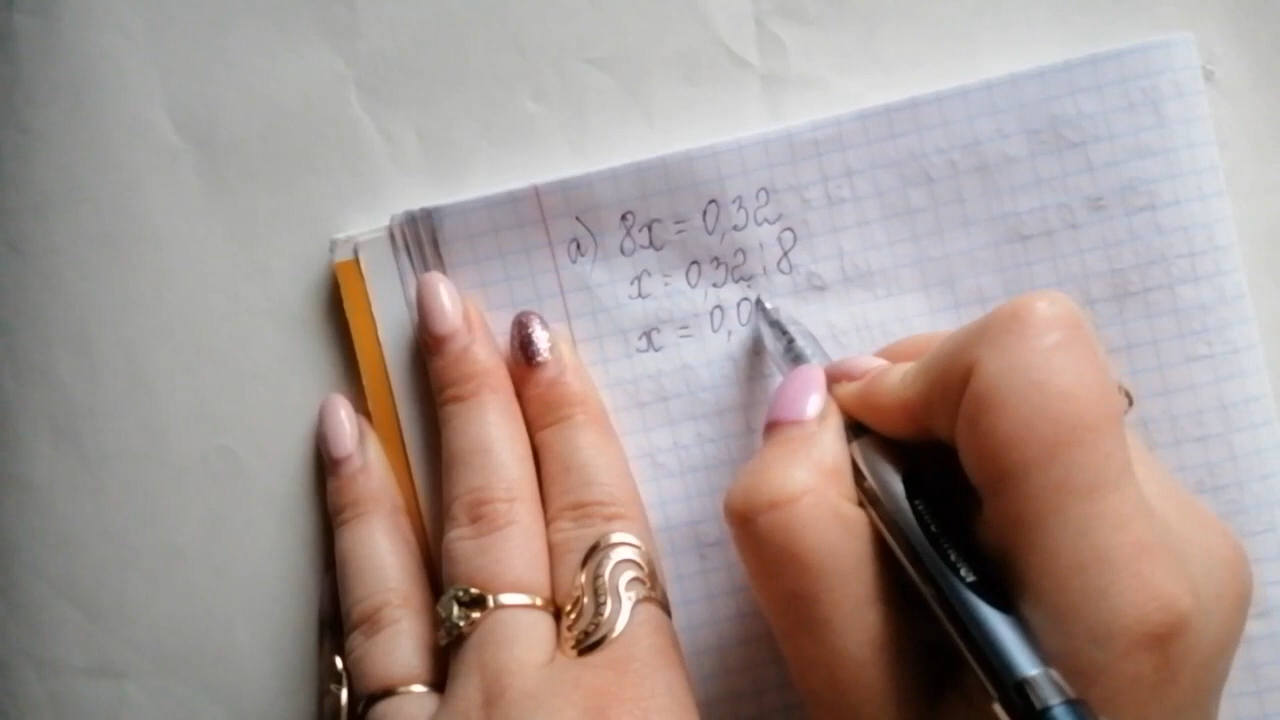 а) 8x = 0,32
x = 0,32 : 8
x = 0,0